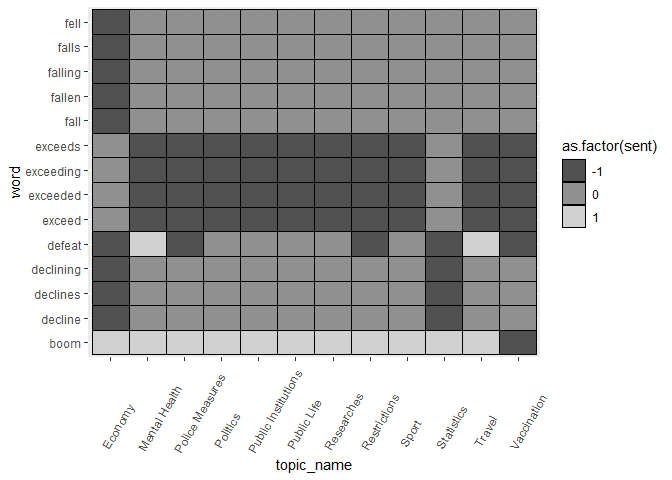 fell
falls
falling
fallen
fall
exceeds
exceeding
exceeded
exceed
defeat
declining
declines
decline
boom
word
Economy
Mental Health
Police Measures
Politics
Public Institutions
Public Life
Researches
Restrictions
Sport
Statistics
Travel
Vaccination
topic_name
as.factor(sent)
-1
0
1